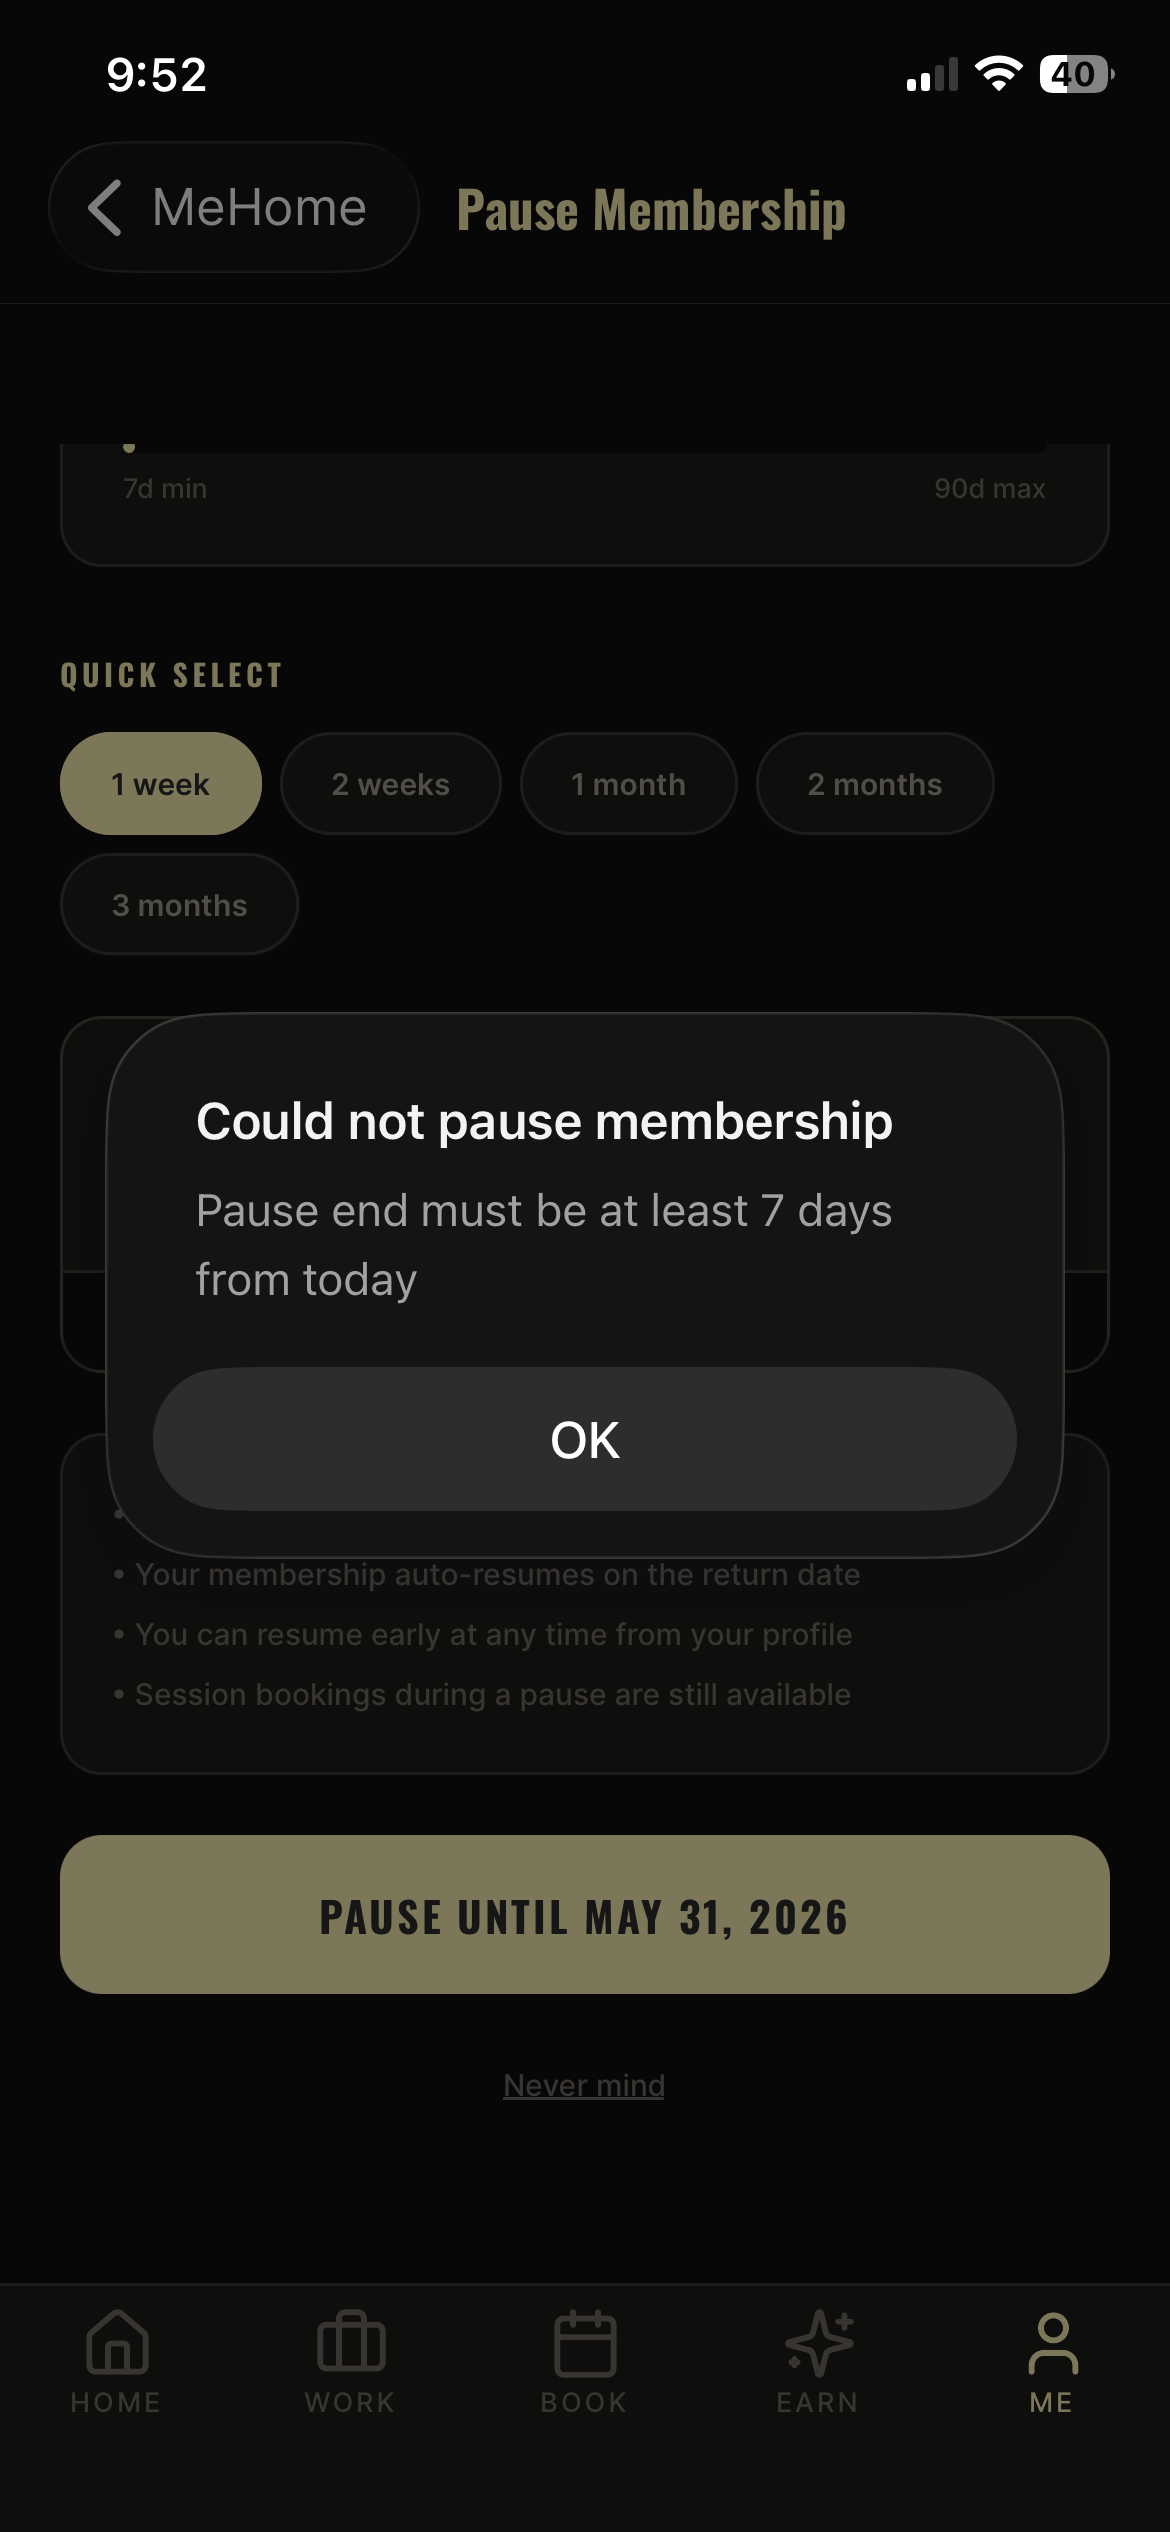 9:52
40
MeHome
Pause Membership
7d min
90d max
QUICK SELECT
1 week
2 weeks
1 month
2 months
3 months
Could not pause membership
Pause end must be at least 7 days
from today
OK
•
• Your membership auto-resumes on the return date
• You can resume early at any time from your profile
• Session bookings during a pause are still available
PAUSE UNTIL MAY 31, 2026
Never mind
HOME
WORK
BOOK
EARN
ME